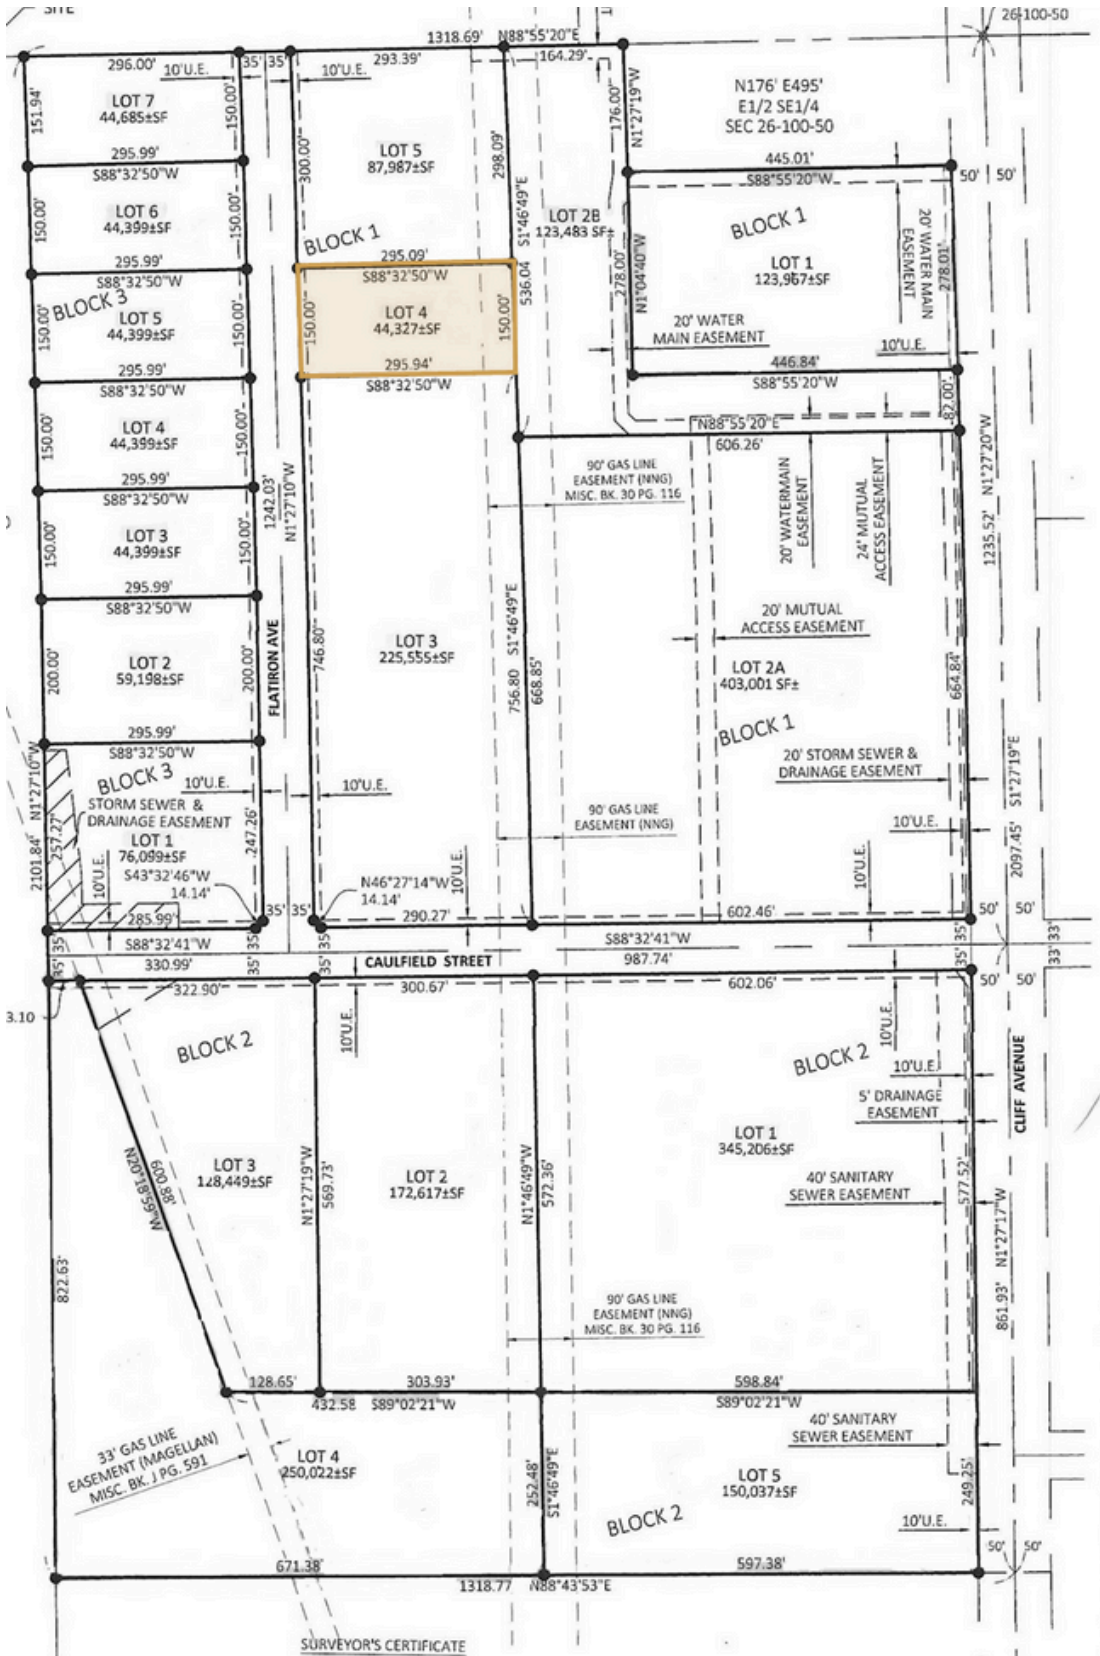 SITE
26-100-50
1318.69' N88°55'20"E
296.00'
35' 35'
293.39'
164.29'
10'U.E.
10'U.E.
N176' E495'
E1/2 SE1/4
SEC 26-100-50
151.94'
LOT 7
44,685±SF
150.00'
300.00'
LOT 5
87,987±SF
298.09'
176.00'
N1°27'19"W
295.99'
S88°32'50"W
445.01'
S88°55'20"W
50' 50'
150.00'
LOT 6
44,399±SF
150.00'
BLOCK 1
S1°46'49"E
536.04
LOT 2B
123,483 SF±
BLOCK 1
LOT 1
123,967±SF
20' WATER MAIN
EASEMENT
278.01'
278.00'
N1°04'40"W
295.99'
S88°32'50"W
295.09'
S88°32'50"W
BLOCK 3
150.00'
LOT 5
44,399±SF
150.00'
150.00'
LOT 4
44,327±SF
150.00'
20' WATER
MAIN EASEMENT
10'U.E.
295.99'
S88°32'50"W
295.94'
S88°32'50"W
446.84'
S88°55'20"W
82.00'
150.00'
LOT 4
44,399±SF
150.00'
N88°55'20"E
606.26'
90' GAS LINE
EASEMENT (NNG)
MISC. BK. 30 PG. 116
20' WATERMAIN
EASEMENT
24' MUTUAL
ACCESS EASEMENT
1235.52' N1°27'20"W
295.99'
S88°32'50"W
1242.03'
N1°27'10"W
150.00'
LOT 3
44,399±SF
150.00'
295.99'
S88°32'50"W
200.00'
LOT 2
59,198±SF
200.00'
FLATIRON AVE
746.80'
LOT 3
225,555±SF
756.80 S1°46'49"E
668.85'
20' MUTUAL
ACCESS EASEMENT
LOT 2A
403,001 SF±
664.84'
BLOCK 1
295.99'
S88°32'50"W
BLOCK 3
10'U.E.
10'U.E.
20' STORM SEWER &
DRAINAGE EASEMENT
S1°27'19"E
2097.45'
2101.84' N1°27'10"W
257.27'
STORM SEWER &
DRAINAGE EASEMENT
LOT 1
76,099±SF
247.26'
90' GAS LINE
EASEMENT (NNG)
10'U.E.
10'U.E.
S43°32'46"W
14.14'
N46°27'14"W
14.14'
10'U.E.
10'U.E.
285.99'
35' 35'
290.27'
602.46'
50' 50'
35'
S88°32'41"W
35'
35'
S88°32'41"W
35'
33' 33'
330.99'
CAULFIELD STREET
987.74'
35'
35'
35'
35'
322.90'
300.67'
602.06'
50' 50'
3.10
10'U.E.
10'U.E.
BLOCK 2
BLOCK 2
10'U.E.
5' DRAINAGE
EASEMENT
CLIFF AVENUE
LOT 1
345,206±SF
600.88'
N20°18'59"W
LOT 3
128,449±SF
N1°27'19"W
569.73'
LOT 2
172,617±SF
N1°46'49"W
572.36'
40' SANITARY
SEWER EASEMENT
577.52'
861.93' N1°27'17"W
822.63'
90' GAS LINE
EASEMENT (NNG)
MISC. BK. 30 PG. 116
128.65'
303.93'
598.84'
432.58 S89°02'21"W
S89°02'21"W
33' GAS LINE
EASEMENT (MAGELLAN)
MISC. BK. J PG. 591
LOT 4
250,022±SF
252.48'
S1°46'49"E
40' SANITARY
SEWER EASEMENT
LOT 5
150,037±SF
249.25'
BLOCK 2
10'U.E.
50' 50'
671.38'
597.38'
1318.77 N88°43'53"E
SURVEYOR'S CERTIFICATE